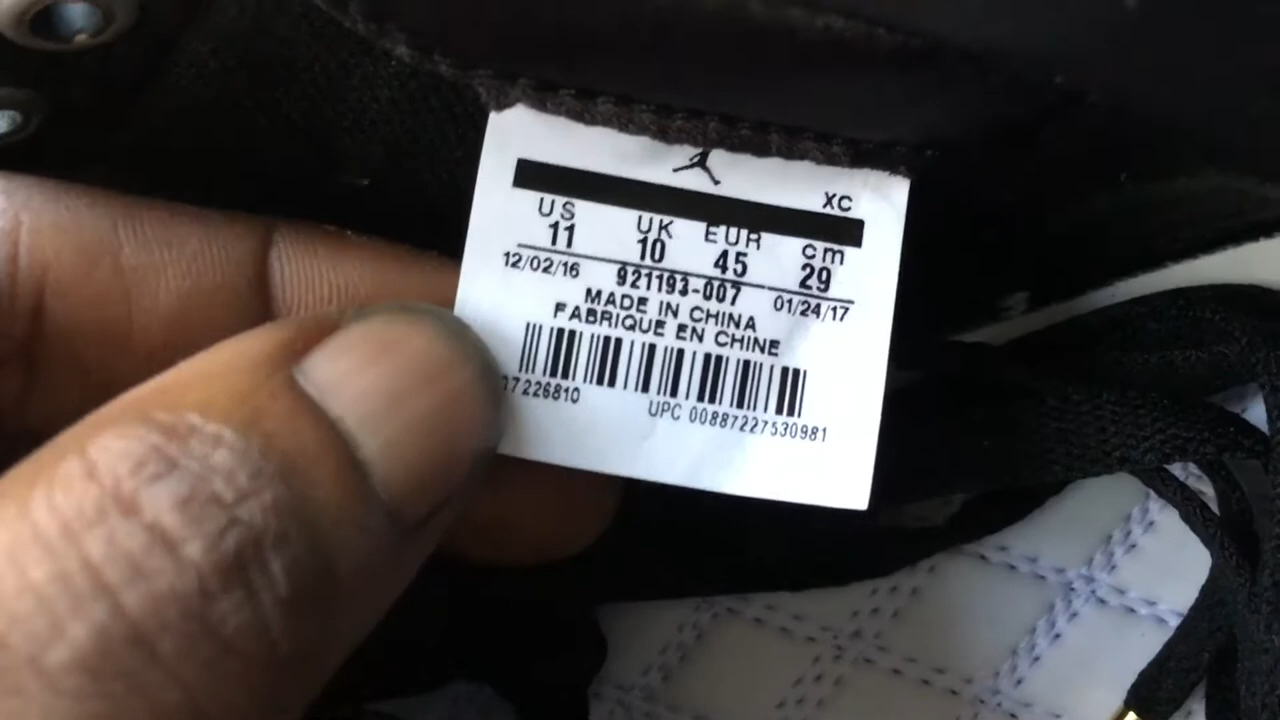 XC
US UK EUR cm
11 10 45 29
12/02/16 921193-007 01/24/17
MADE IN CHINA
FABRIQUE EN CHINE
7226810 UPC 00887227530981